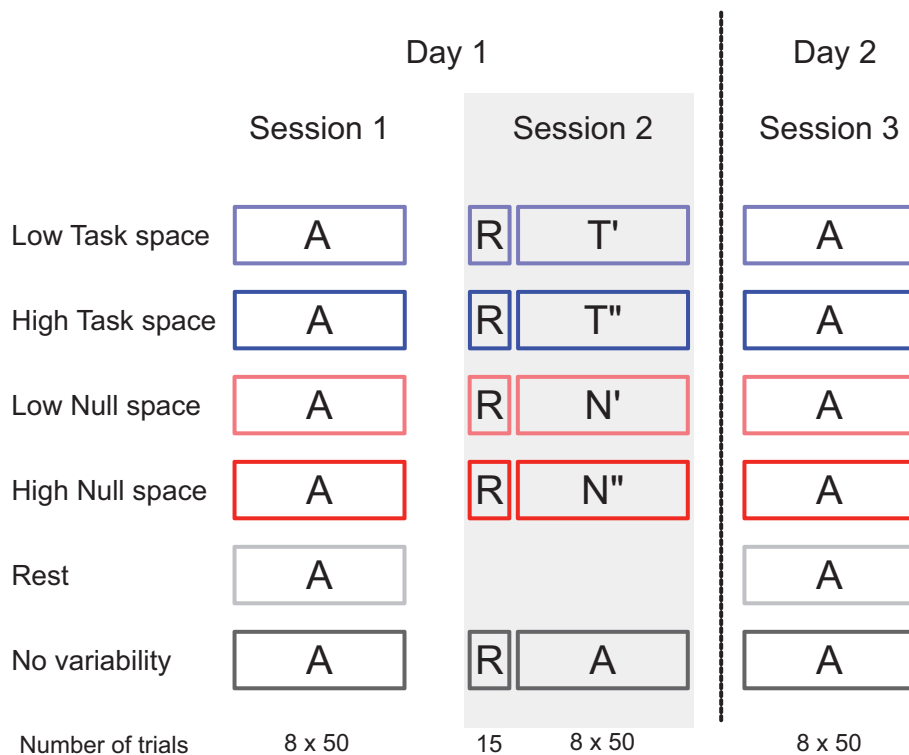 Day 1 Day 2
Session 1 Session 2 Session 3
Low Task space A R T' A
High Task space A R T" A
Low Null space A R N' A
High Null space A R N" A
Rest A A
No variability A R A A
Number of trials 8 x 50 15 8 x 50 8 x 50